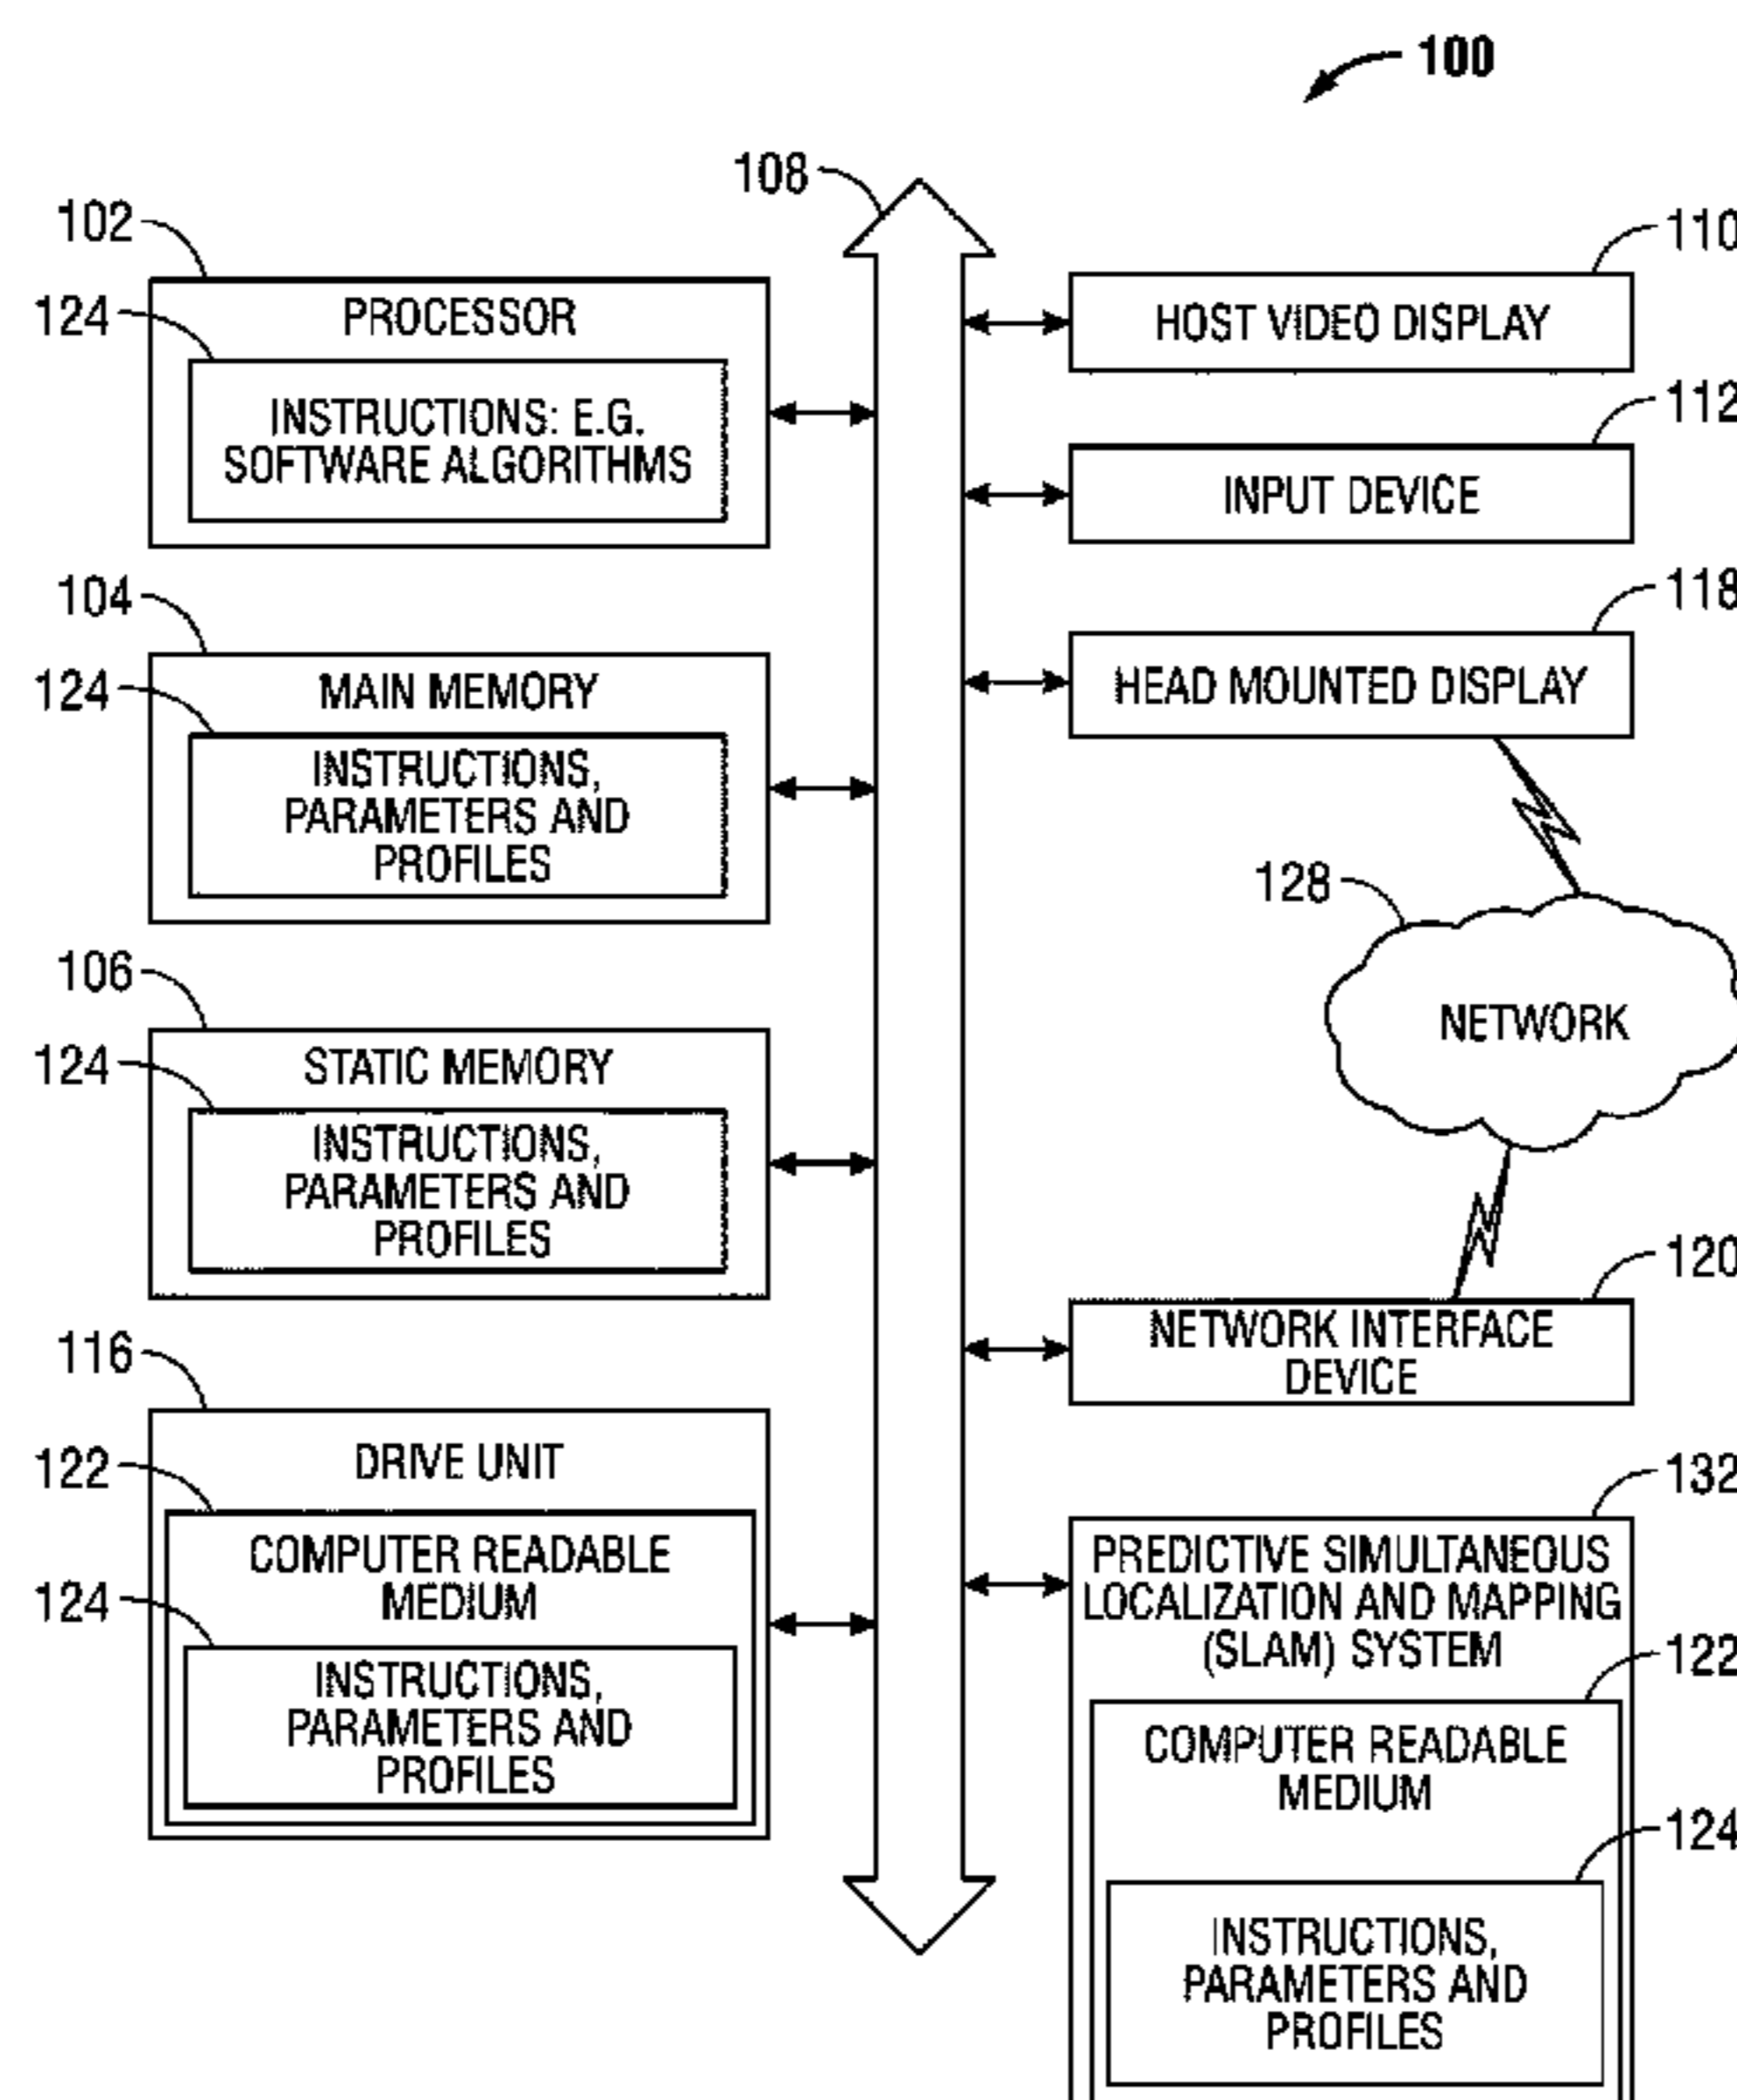 100
108
102
124
PROCESSOR
INSTRUCTIONS: E.G.
SOFTWARE ALGORITHMS
104
124
MAIN MEMORY
INSTRUCTIONS,
PARAMETERS AND
PROFILES
106
124
STATIC MEMORY
INSTRUCTIONS,
PARAMETERS AND
PROFILES
116
DRIVE UNIT
122
COMPUTER READABLE
MEDIUM
124
INSTRUCTIONS,
PARAMETERS AND
PROFILES
110
HOST VIDEO DISPLAY
112
INPUT DEVICE
118
HEAD MOUNTED DISPLAY
128
NETWORK
120
NETWORK INTERFACE
DEVICE
132
PREDICTIVE SIMULTANEOUS
LOCALIZATION AND MAPPING
(SLAM) SYSTEM
122
COMPUTER READABLE
MEDIUM
124
INSTRUCTIONS,
PARAMETERS AND
PROFILES